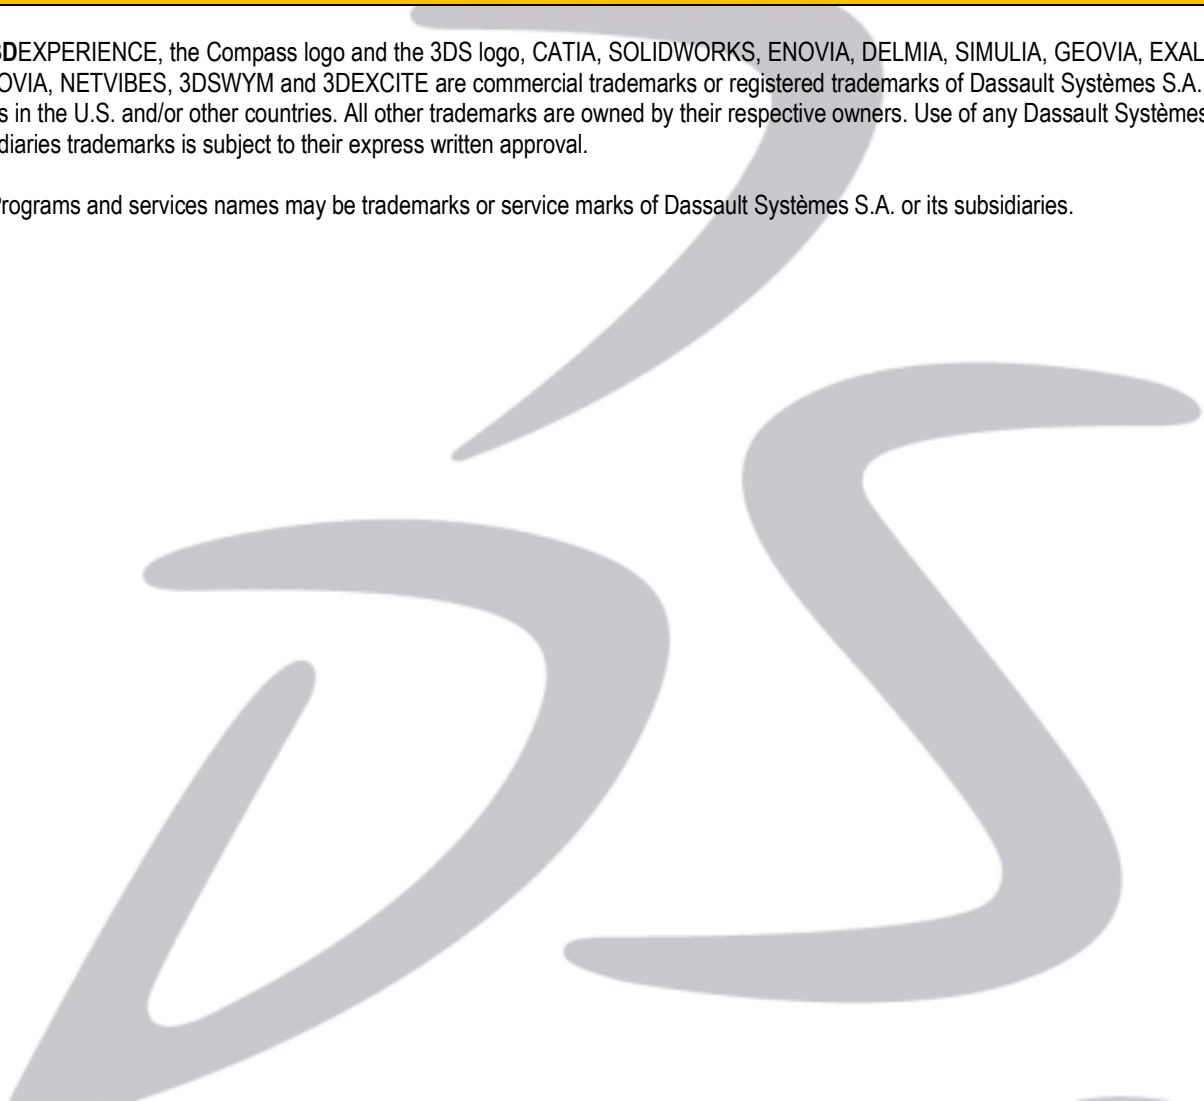 3DEXPERIENCE, the Compass logo and the 3DS logo, CATIA, SOLIDWORKS, ENOVIA, DELMIA, SIMULIA, GEOVIA, EXAL
OVIA, NETVIBES, 3DSWYM and 3DEXCITE are commercial trademarks or registered trademarks of Dassault Systèmes S.A.
s in the U.S. and/or other countries. All other trademarks are owned by their respective owners. Use of any Dassault Systèmes
diaries trademarks is subject to their express written approval.
Programs and services names may be trademarks or service marks of Dassault Systèmes S.A. or its subsidiaries.